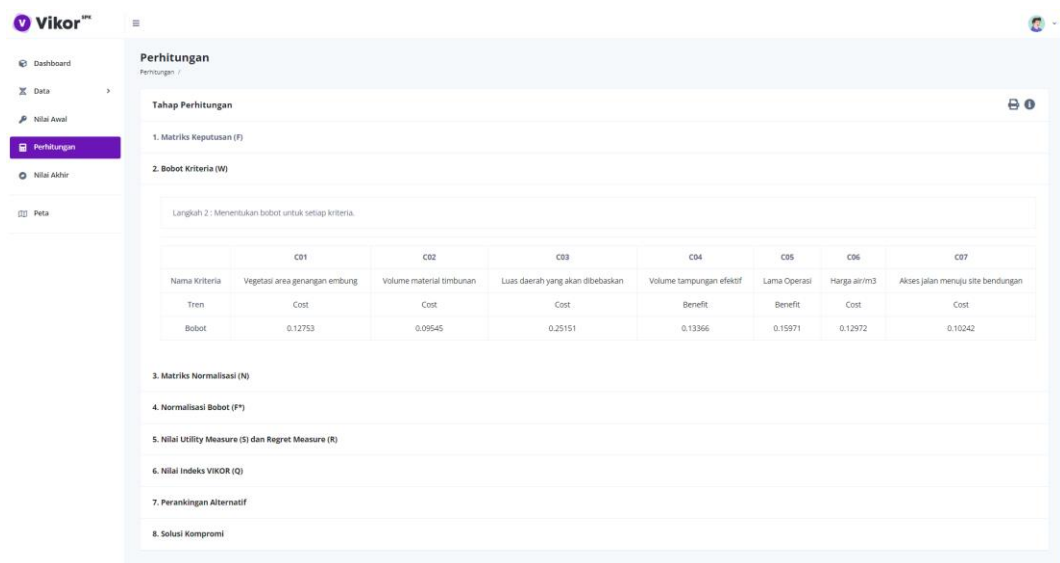 Vikor SPK
Dashboard
Data
Nilai Awal
Perhitungan
Nilai Akhir
Peta
Perhitungan
Perhitungan /
Tahap Perhitungan
1. Matriks Keputusan (F)
2. Bobot Kriteria (W)
Langkah 2 : Menentukan bobot untuk setiap kriteria.
C01 C02 C03 C04 C05 C06 C07
Nama Kriteria Vegetasi area genangan embung Volume material timbunan Luas daerah yang akan dibebaskan Volume tampungan efektif Lama Operasi Harga air/m3 Akses jalan menuju site bendungan
Tren Cost Cost Cost Benefit Benefit Cost Cost
Bobot 0.12753 0.09545 0.25151 0.13366 0.15971 0.12972 0.10242
3. Matriks Normalisasi (N)
4. Normalisasi Bobot (F*)
5. Nilai Utility Measure (S) dan Regret Measure (R)
6. Nilai Indeks VIKOR (Q)
7. Perankingan Alternatif
8. Solusi Kompromi